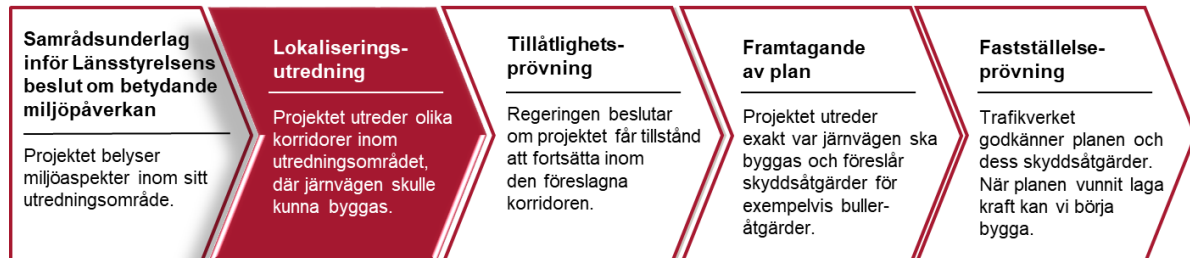 Samrådsunderlag
inför Länsstyrelsens
beslut om betydande
miljöpåverkan
Projektet belyser
miljöaspekter inom sitt
utredningsområde.
Lokaliserings-
utredning
Projektet utreder olika
korridorer inom
utredningsområdet,
där järnvägen skulle
kunna byggas.
Tillåtlighets-
prövning
Regeringen beslutar
om projektet får tillstånd
att fortsätta inom
den föreslagna
korridoren.
Framtagande
av plan
Projektet utreder
exakt var järnvägen ska
byggas och föreslår
skyddsåtgärder för
exempelvis buller-
åtgärder.
Fastställelse-
prövning
Trafikverket
godkänner planen och
dess skyddsåtgärder.
När planen vunnit laga
kraft kan vi börja
bygga.